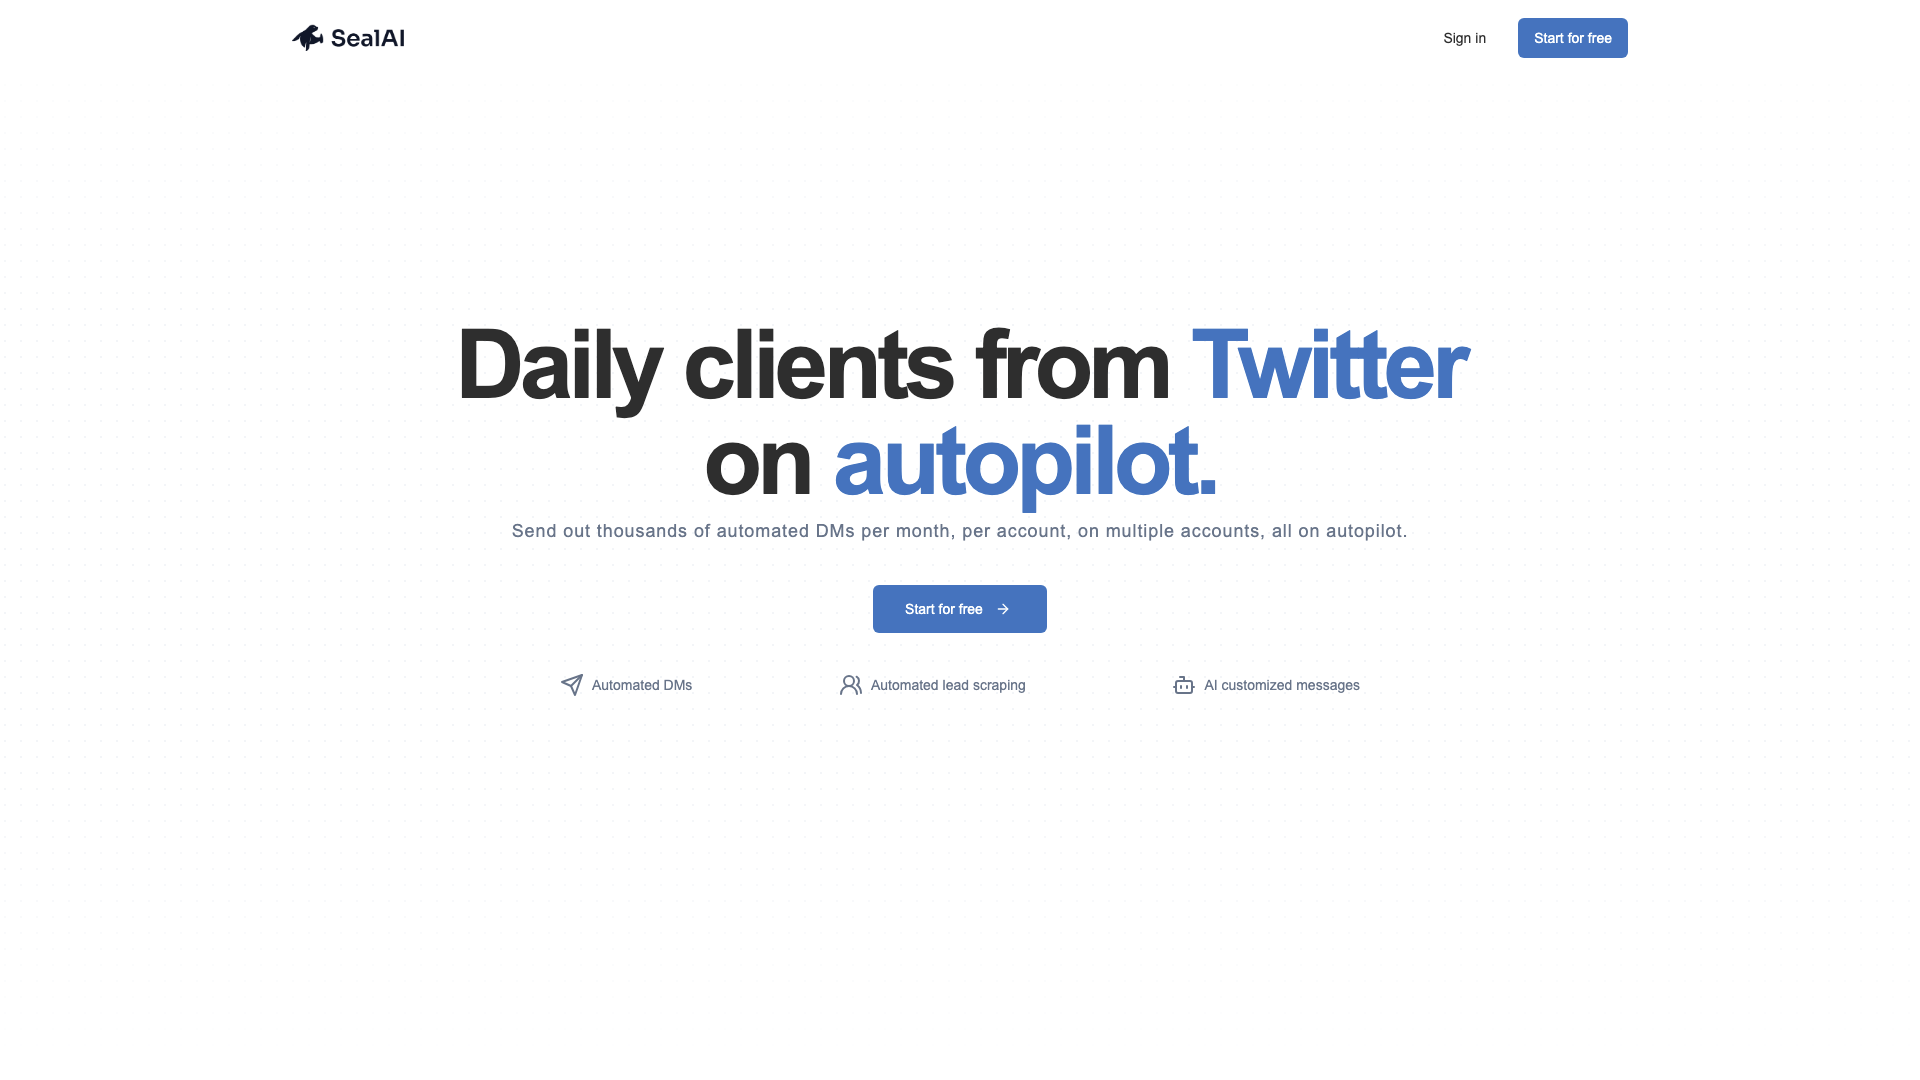 SealAI
Sign in
Start for free
Daily clients from Twitter
on autopilot.
Send out thousands of automated DMs per month, per account, on multiple accounts, all on autopilot.
Start for free
Automated DMs
Automated lead scraping
AI customized messages